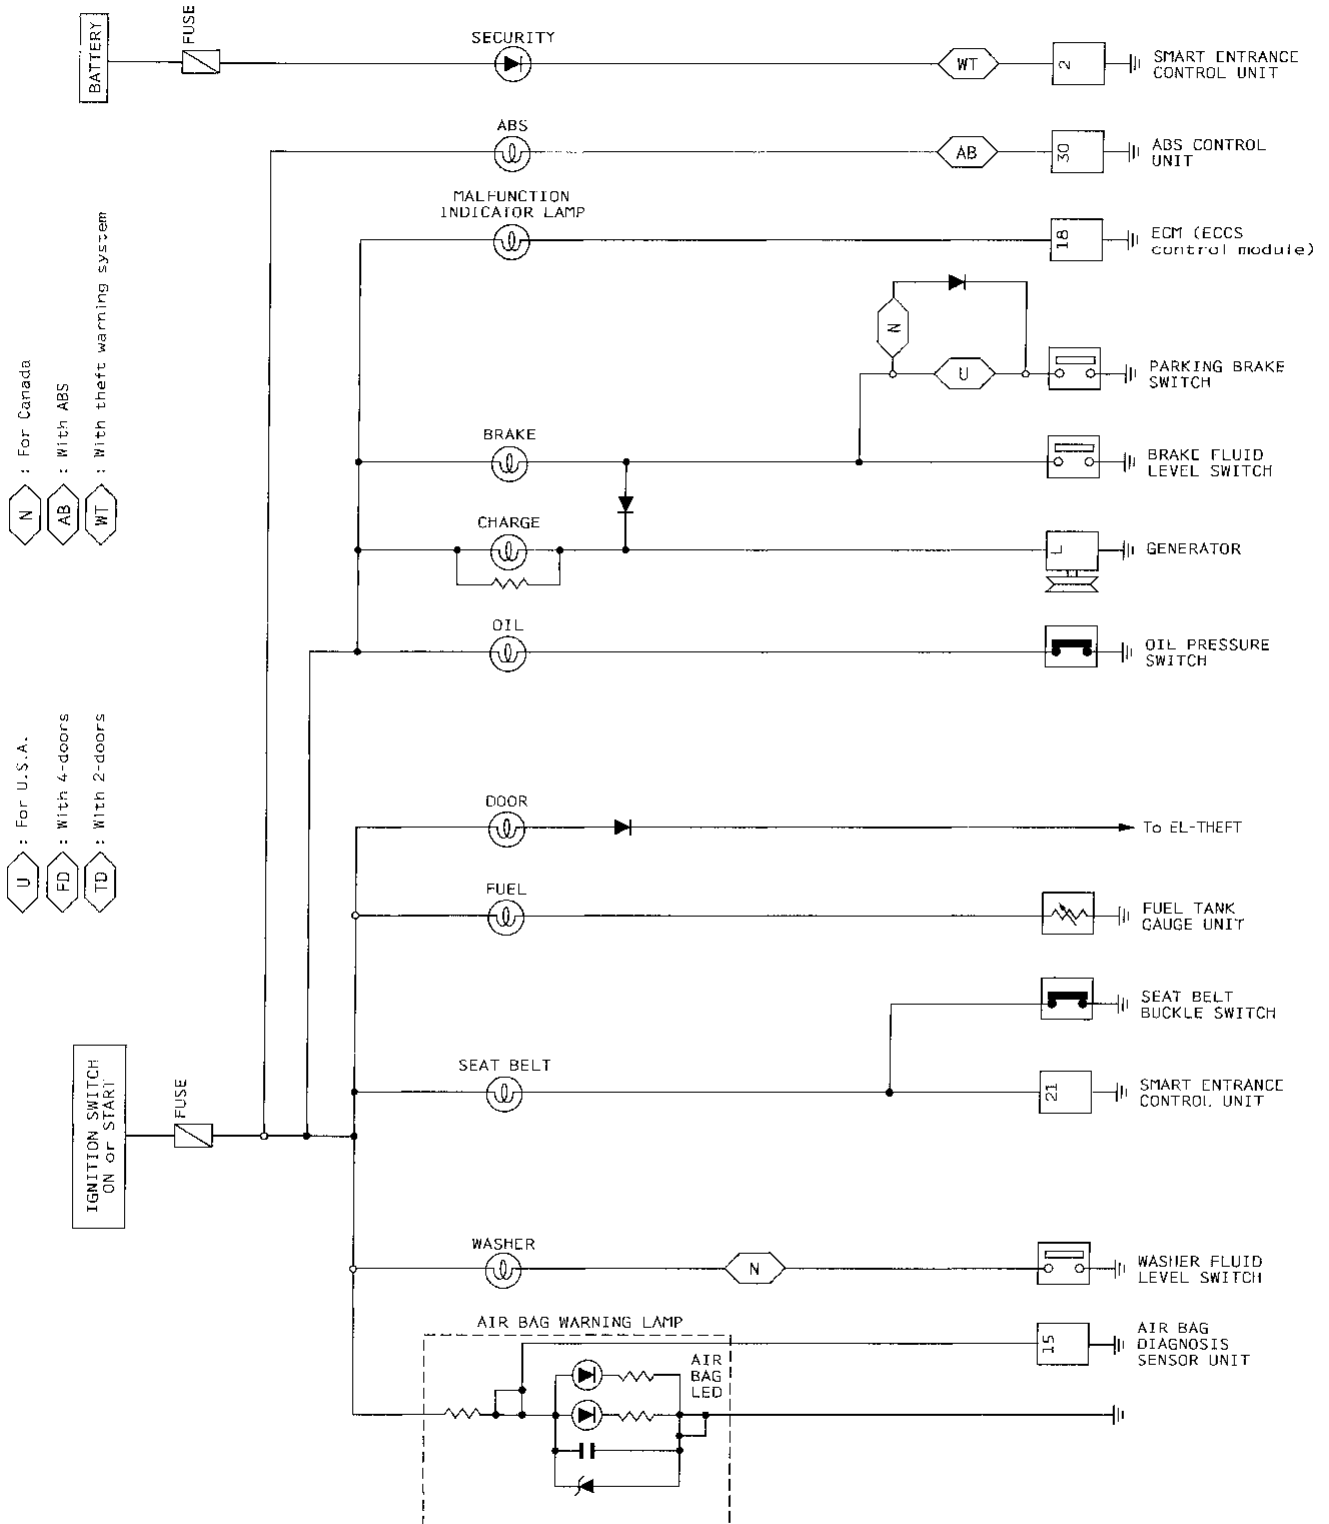 BATTERY
FUSE
SECURITY
WT
2
SMART ENTRANCE
CONTROL UNIT
ABS
AB
30
ABS CONTROL
UNIT
MALFUNCTION
INDICATOR LAMP
18
ECM (ECCS
control module)
N : For Canada
AB : With ABS
WT : With theft warning system
N
U
PARKING BRAKE
SWITCH
BRAKE
BRAKE FLUID
LEVEL SWITCH
CHARGE
L
GENERATOR
OIL
OIL PRESSURE
SWITCH
U : For U.S.A.
FD : With 4-doors
TD : With 2-doors
DOOR
To EL-THEFT
FUEL
FUEL TANK
GAUGE UNIT
SEAT BELT
BUCKLE SWITCH
IGNITION SWITCH
ON or START
FUSE
SEAT BELT
21
SMART ENTRANCE
CONTROL UNIT
WASHER
N
WASHER FLUID
LEVEL SWITCH
AIR BAG WARNING LAMP
15
AIR BAG
DIAGNOSIS
SENSOR UNIT
AIR
BAG
LED